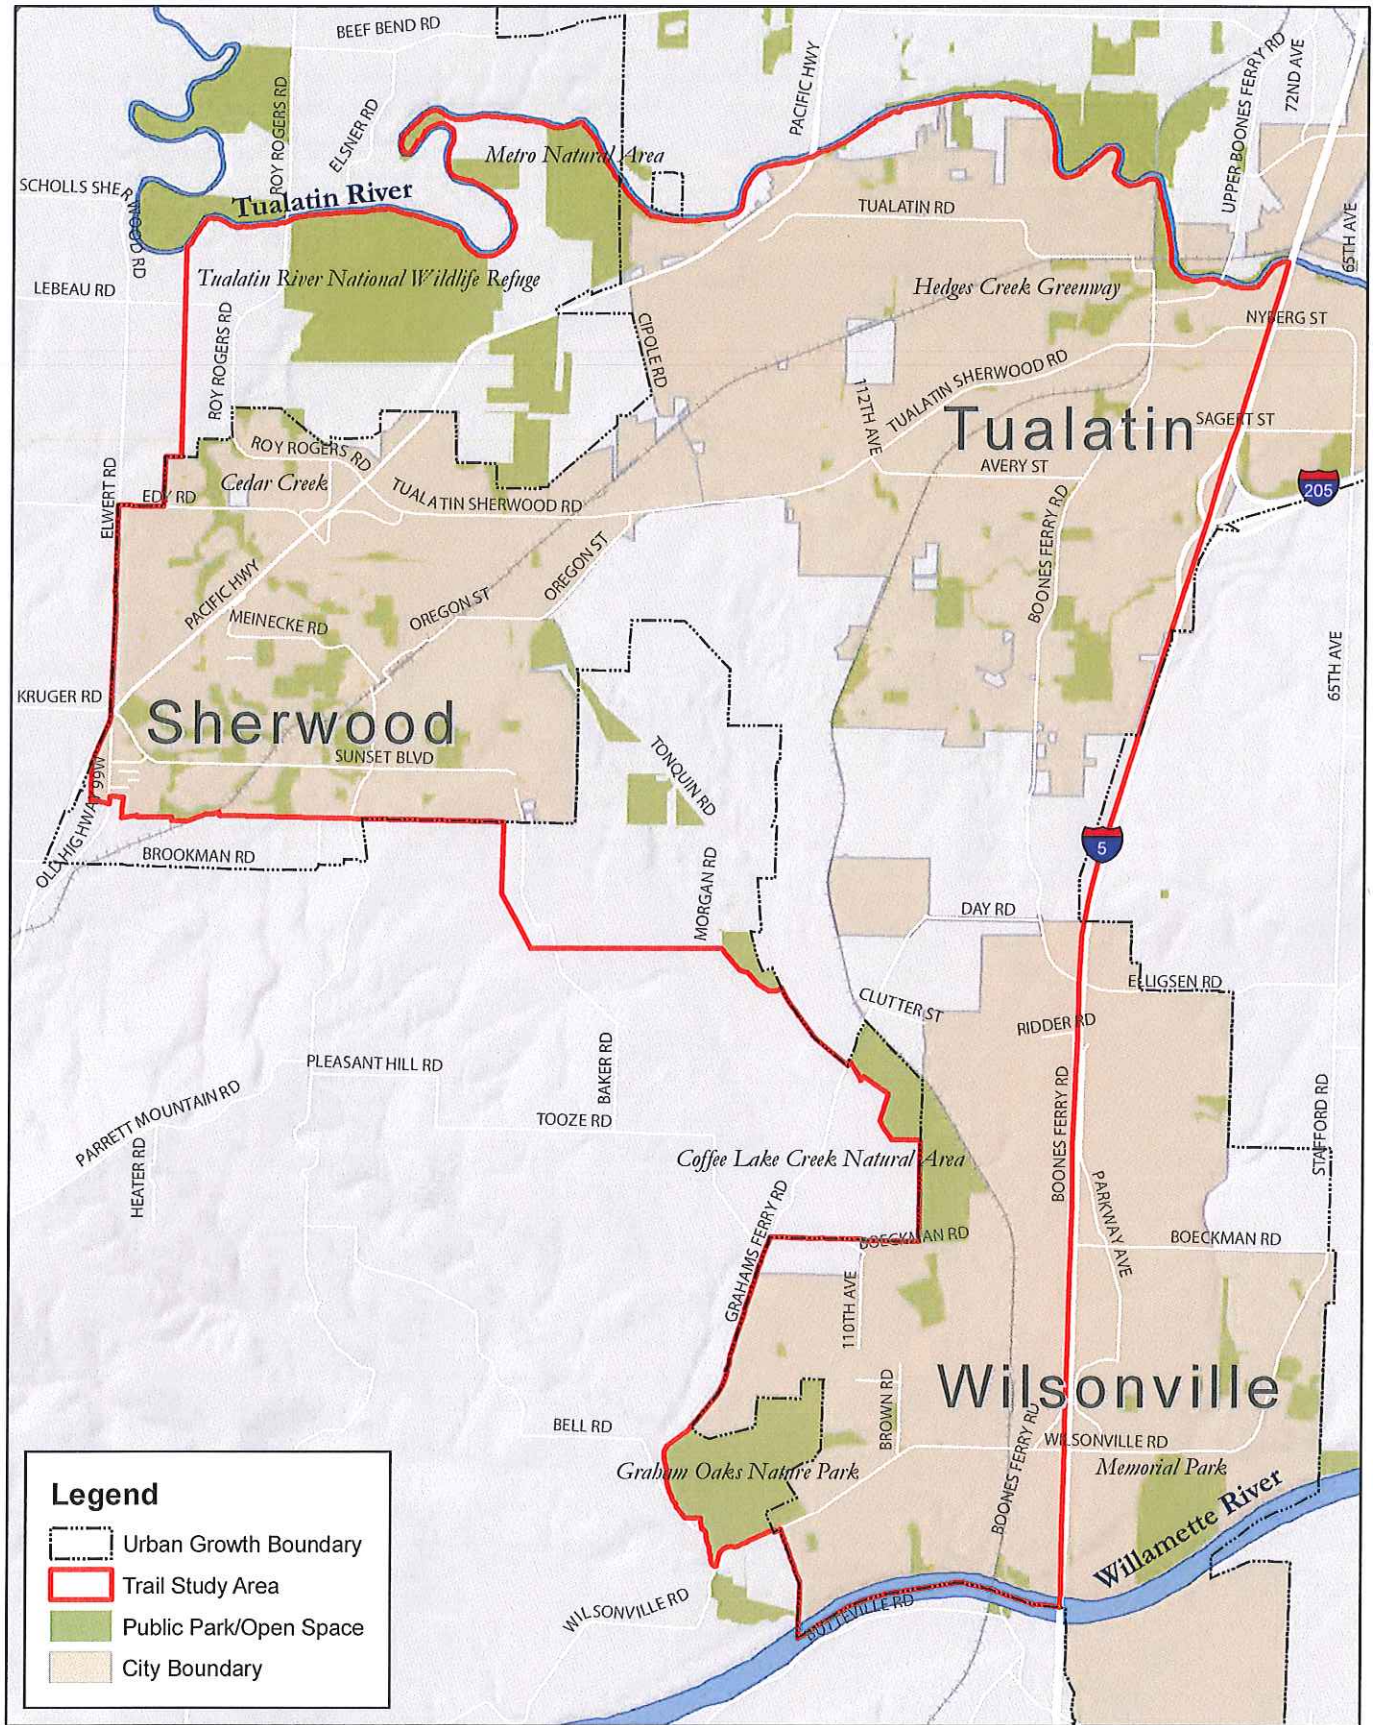 BEEF BEND RD
PACIFIC HWY
UPPER BOONES FERRY RD
72ND AVE
ROY ROGERS RD
ELSNER RD
Metro Natural Area
SCHOLLS SHERWOOD RD
Tualatin River
TUALATIN RD
65TH AVE
Tualatin River National Wildlife Refuge
Hedges Creek Greenway
LEBEAU RD
ROY ROGERS RD
CIPOLE RD
NYBERG ST
TUALATIN SHERWOOD RD
112TH AVE
Tualatin
SAGERT ST
ROY ROGERS RD
AVERY ST
Cedar Creek
ELWERT RD
EDY RD
TUALATIN SHERWOOD RD
205
BOONES FERRY RD
OREGON ST
PACIFIC HWY
MEINECKE RD
OREGON ST
65TH AVE
KRUGER RD
Sherwood
SUNSET BLVD
TONQUIN RD
OLD HIGHWAY 99W
5
BROOKMAN RD
MORGAN RD
DAY RD
ELLIGSEN RD
CLUTTER ST
RIDDER RD
PLEASANT HILL RD
BAKER RD
PARRETT MOUNTAIN RD
HEATER RD
TOOZE RD
BOONES FERRY RD
STAFFORD RD
Coffee Lake Creek Natural Area
GRAHAMS FERRY RD
PARKWAY AVE
BOECKMAN RD
BOECKMAN RD
110TH AVE
Wilsonville
BROWN RD
BELL RD
BOONES FERRY RD
WILSONVILLE RD
Graham Oaks Nature Park
Memorial Park
Willamette River
WILSONVILLE RD
BUTTEVILLE RD
Legend
Urban Growth Boundary
Trail Study Area
Public Park/Open Space
City Boundary